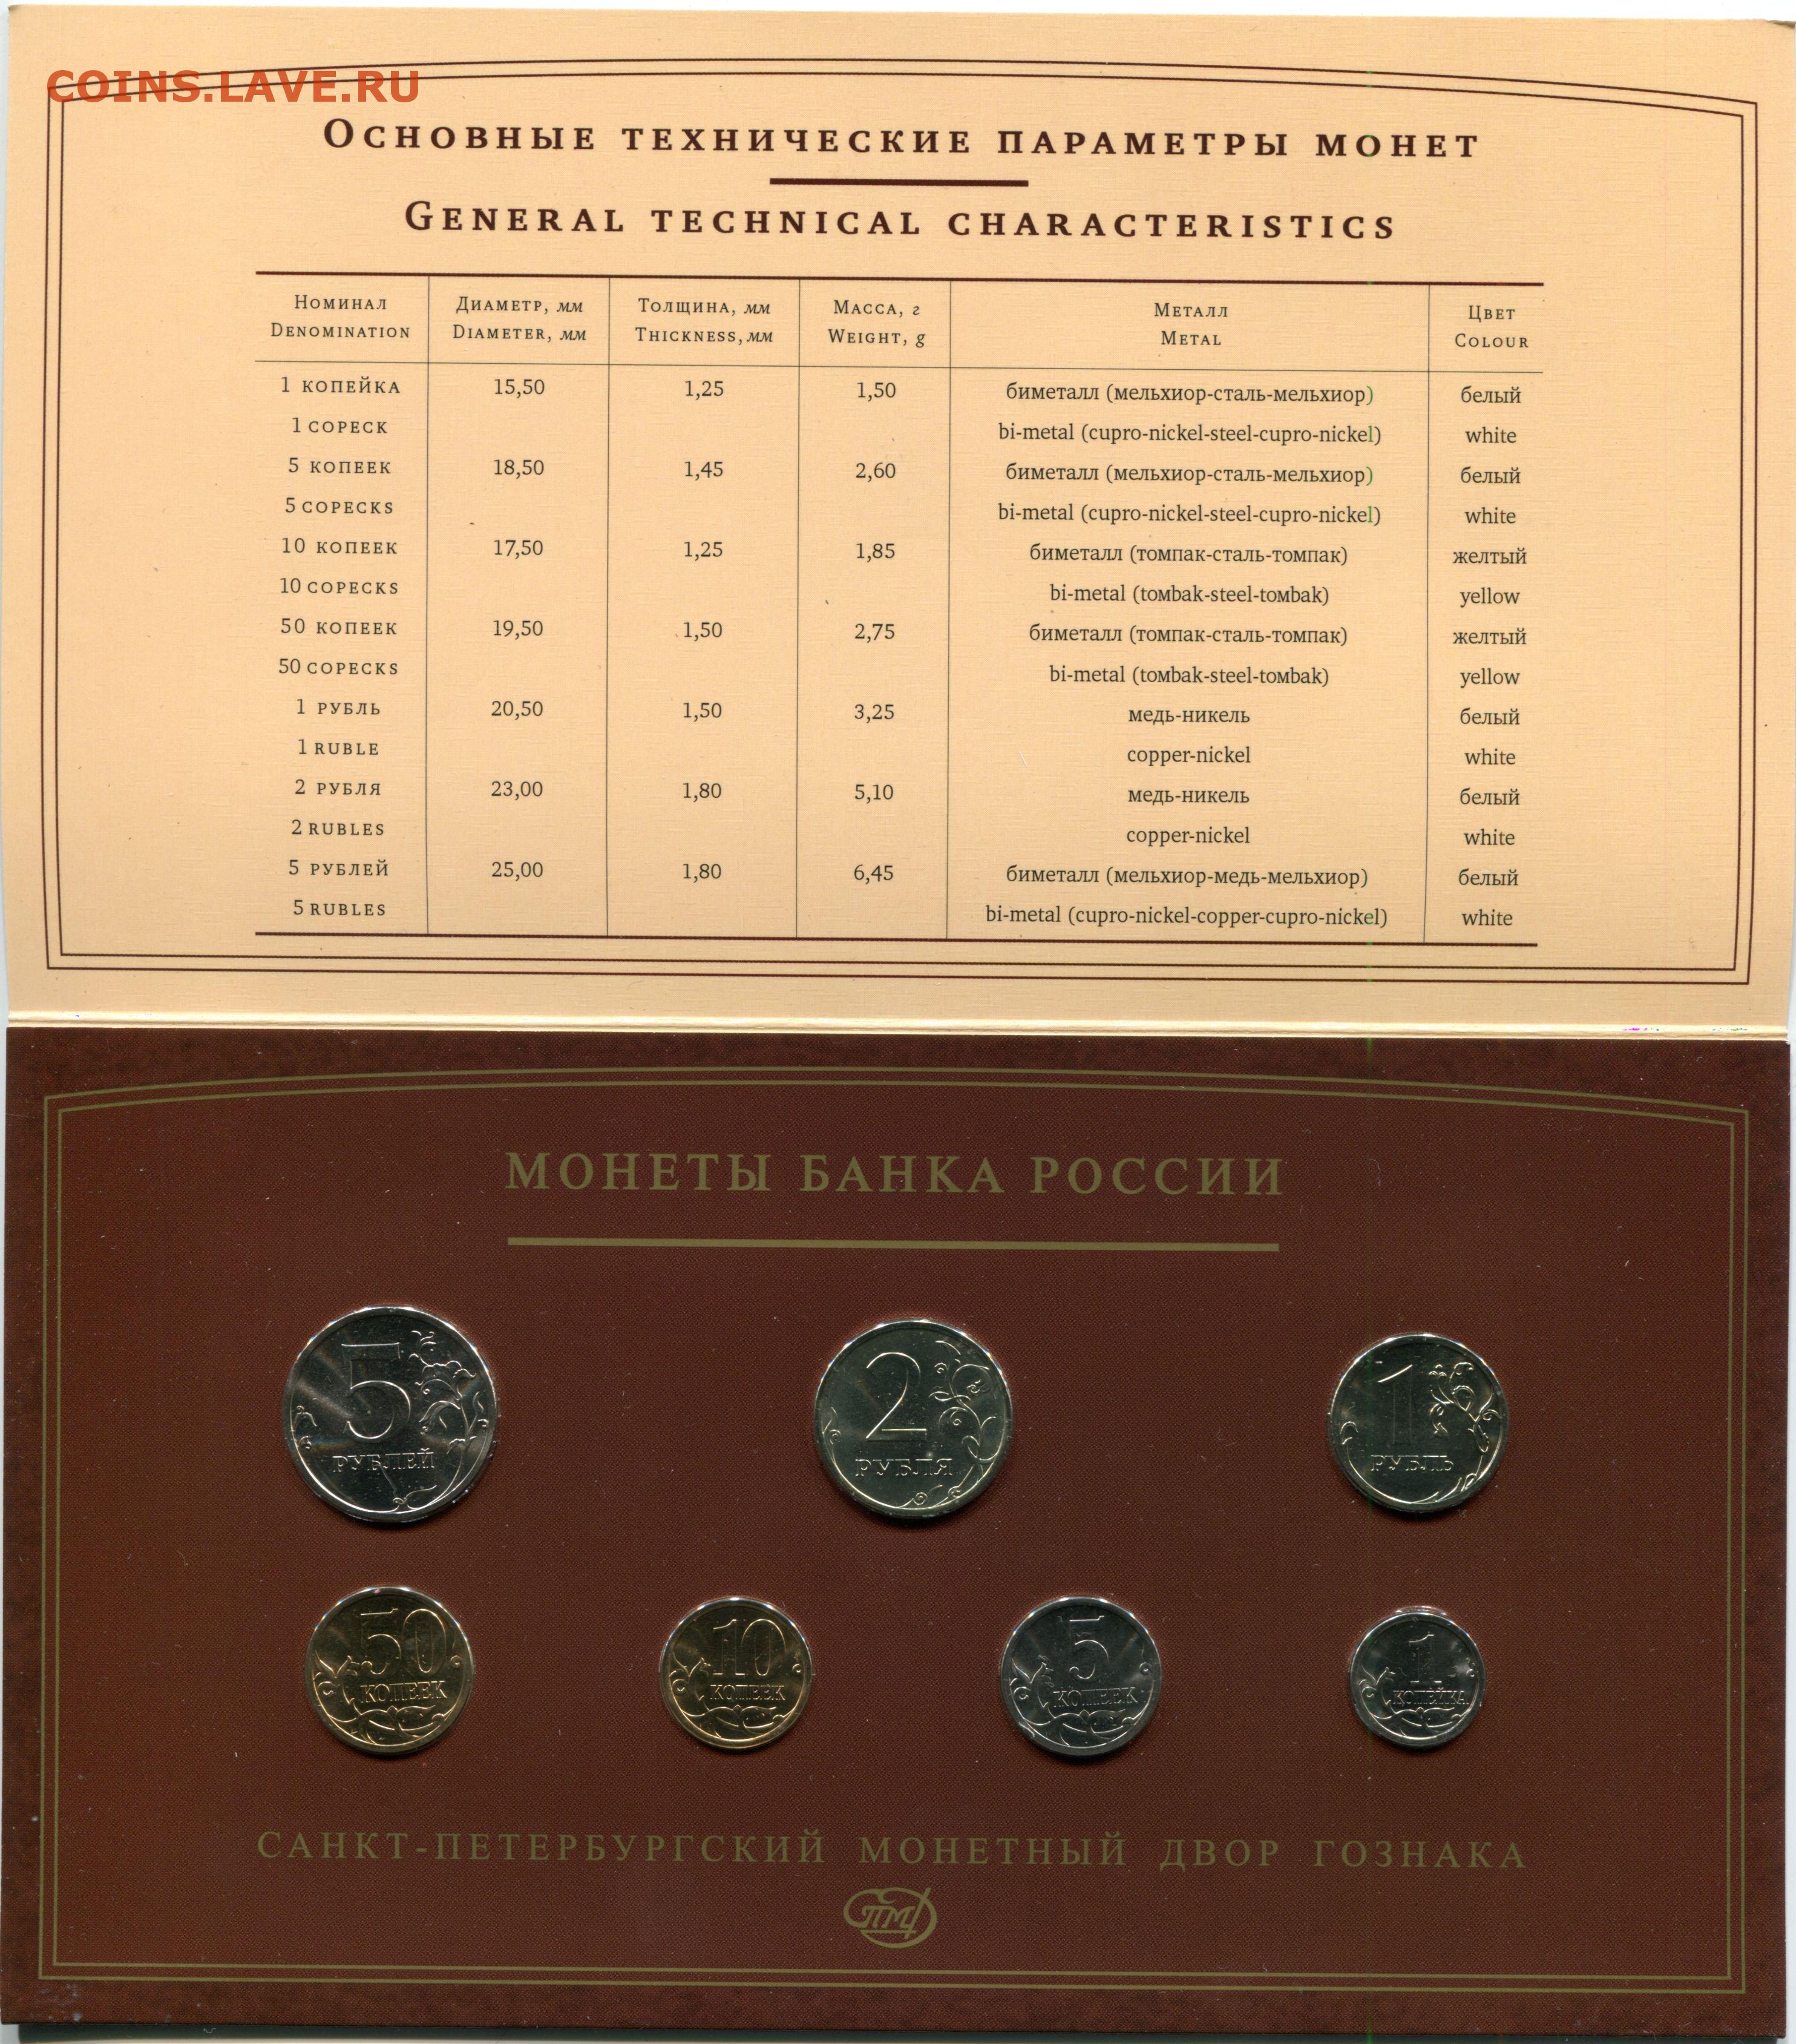 COINS.LAVE.RU
Основные технические параметры монет
General technical characteristics
Номинал Диаметр, мм Толщина, мм Масса, г Металл Цвет
Denomination Diameter, мм Thickness, мм Weight, g Metal Colour
1 копейка 15,50 1,25 1,50 биметалл (мельхиор-сталь-мельхиор) белый
1 copeck bi-metal (cupro-nickel-steel-cupro-nickel) white
5 копеек 18,50 1,45 2,60 биметалл (мельхиор-сталь-мельхиор) белый
5 copecks bi-metal (cupro-nickel-steel-cupro-nickel) white
10 копеек 17,50 1,25 1,85 биметалл (томпак-сталь-томпак) желтый
10 copecks bi-metal (tombak-steel-tombak) yellow
50 копеек 19,50 1,50 2,75 биметалл (томпак-сталь-томпак) желтый
50 copecks bi-metal (tombak-steel-tombak) yellow
1 рубль 20,50 1,50 3,25 медь-никель белый
1 ruble copper-nickel white
2 рубля 23,00 1,80 5,10 медь-никель белый
2 rubles copper-nickel white
5 рублей 25,00 1,80 6,45 биметалл (мельхиор-медь-мельхиор) белый
5 rubles bi-metal (cupro-nickel-copper-cupro-nickel) white
МОНЕТЫ БАНКА РОССИИ
5
РУБЛЕЙ
2
РУБЛЯ
1
РУБЛЬ
50
КОПЕЕК
10
КОПЕЕК
5
КОПЕЕК
1
КОПЕЙКА
САНКТ-ПЕТЕРБУРГСКИЙ МОНЕТНЫЙ ДВОР ГОЗНАКА
СПМД